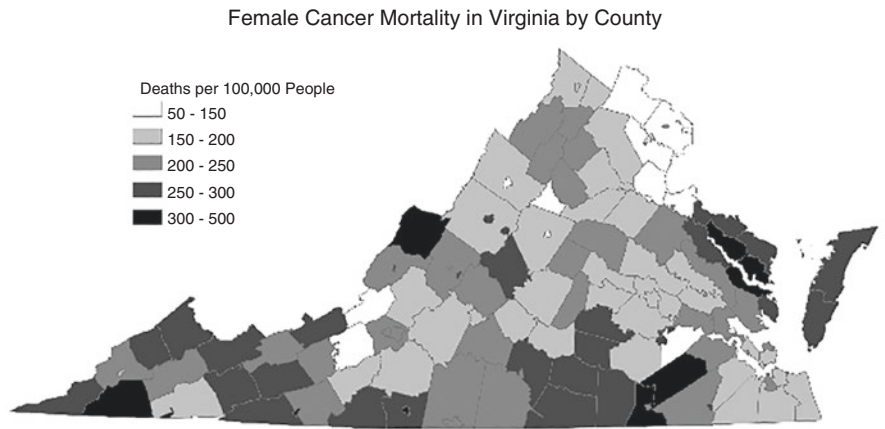 Female Cancer Mortality in Virginia by County
Deaths per 100,000 People
50 - 150
150 - 200
200 - 250
250 - 300
300 - 500